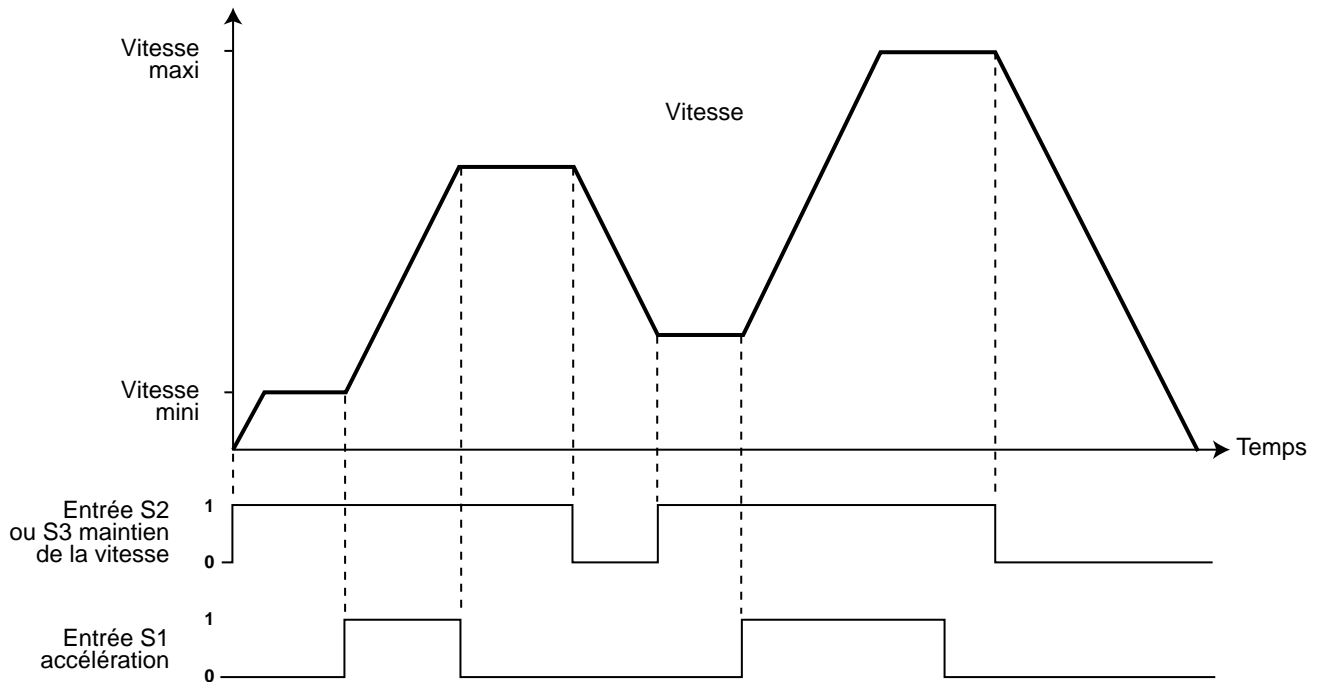 Vitesse
maxi
Vitesse
Vitesse
mini
Temps
Entrée S2
ou S3 maintien
de la vitesse
1
0
Entrée S1
accélération
1
0